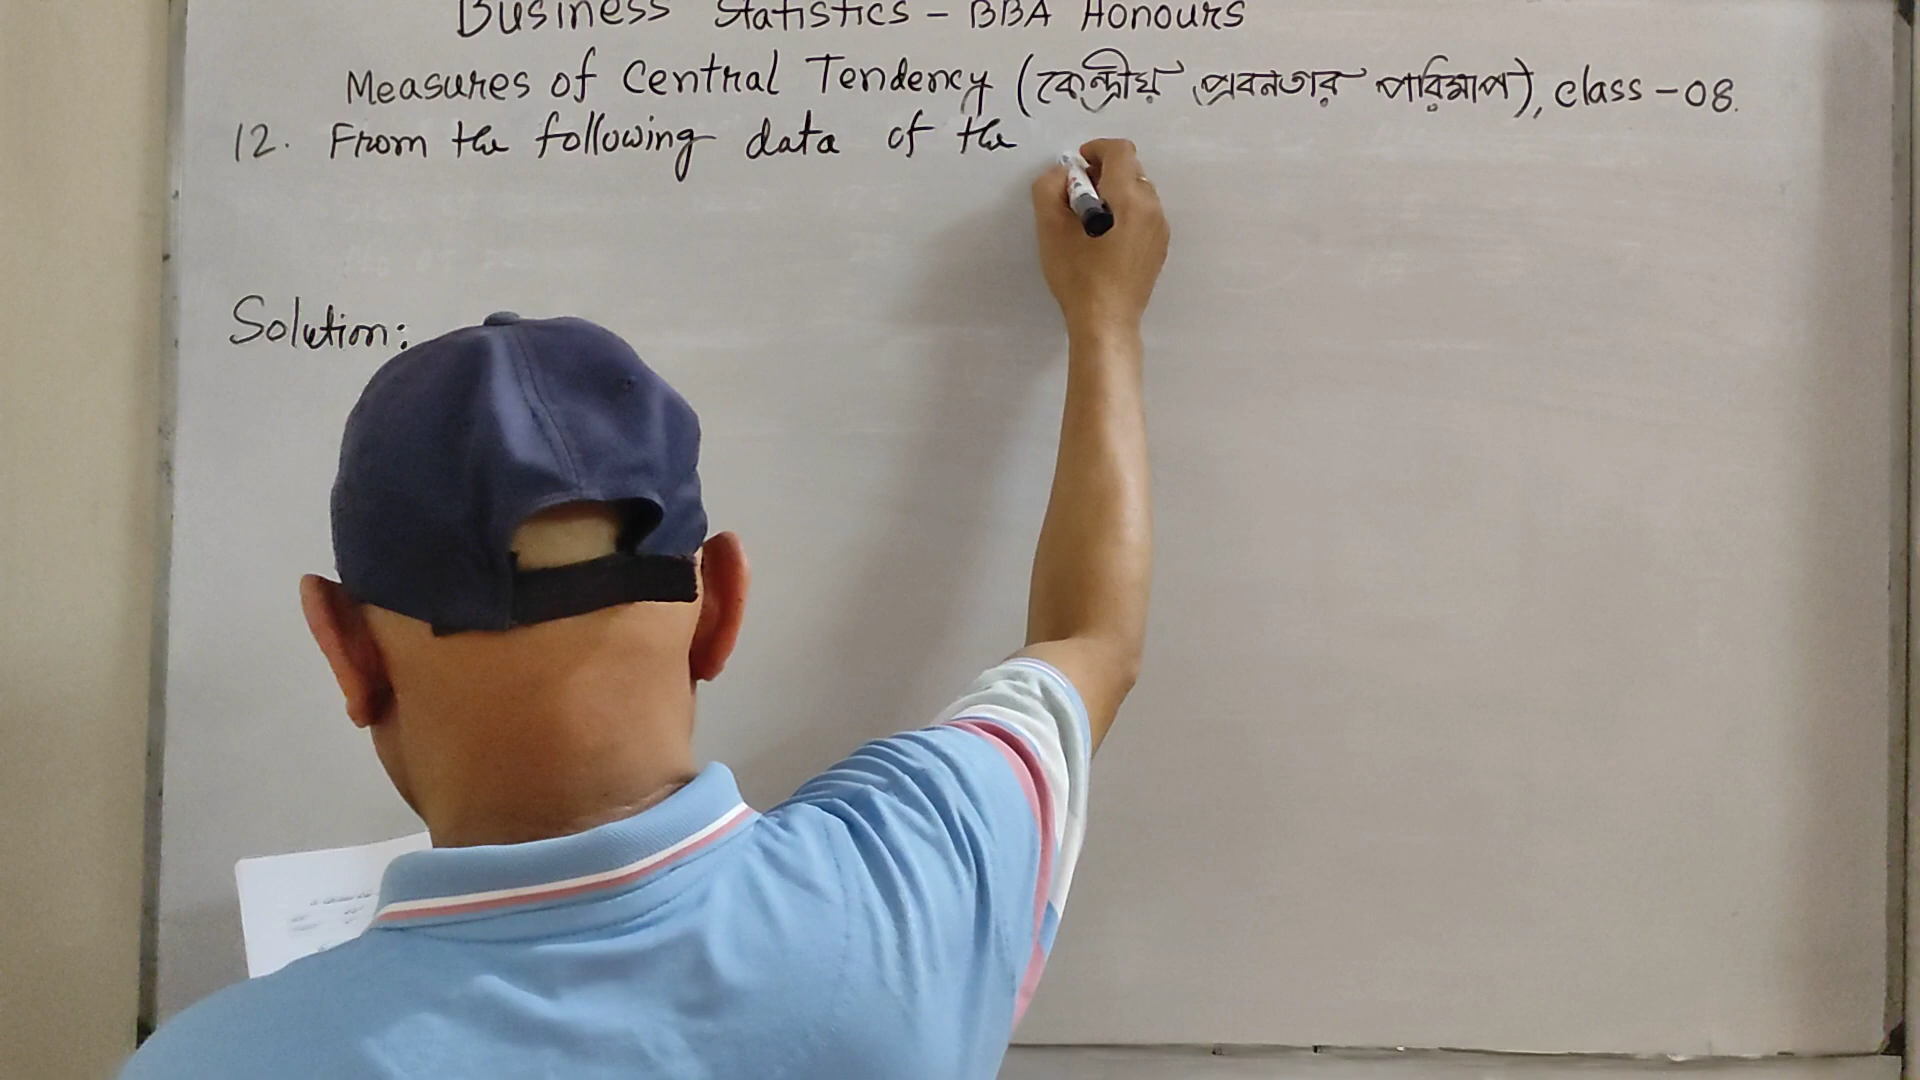 Business Statistics - BBA Honours
Measures of Central Tendency (কেন্দ্রীয় প্রবনতার পরিমাপ), class - 08.
12. From the following data of the
Solution: